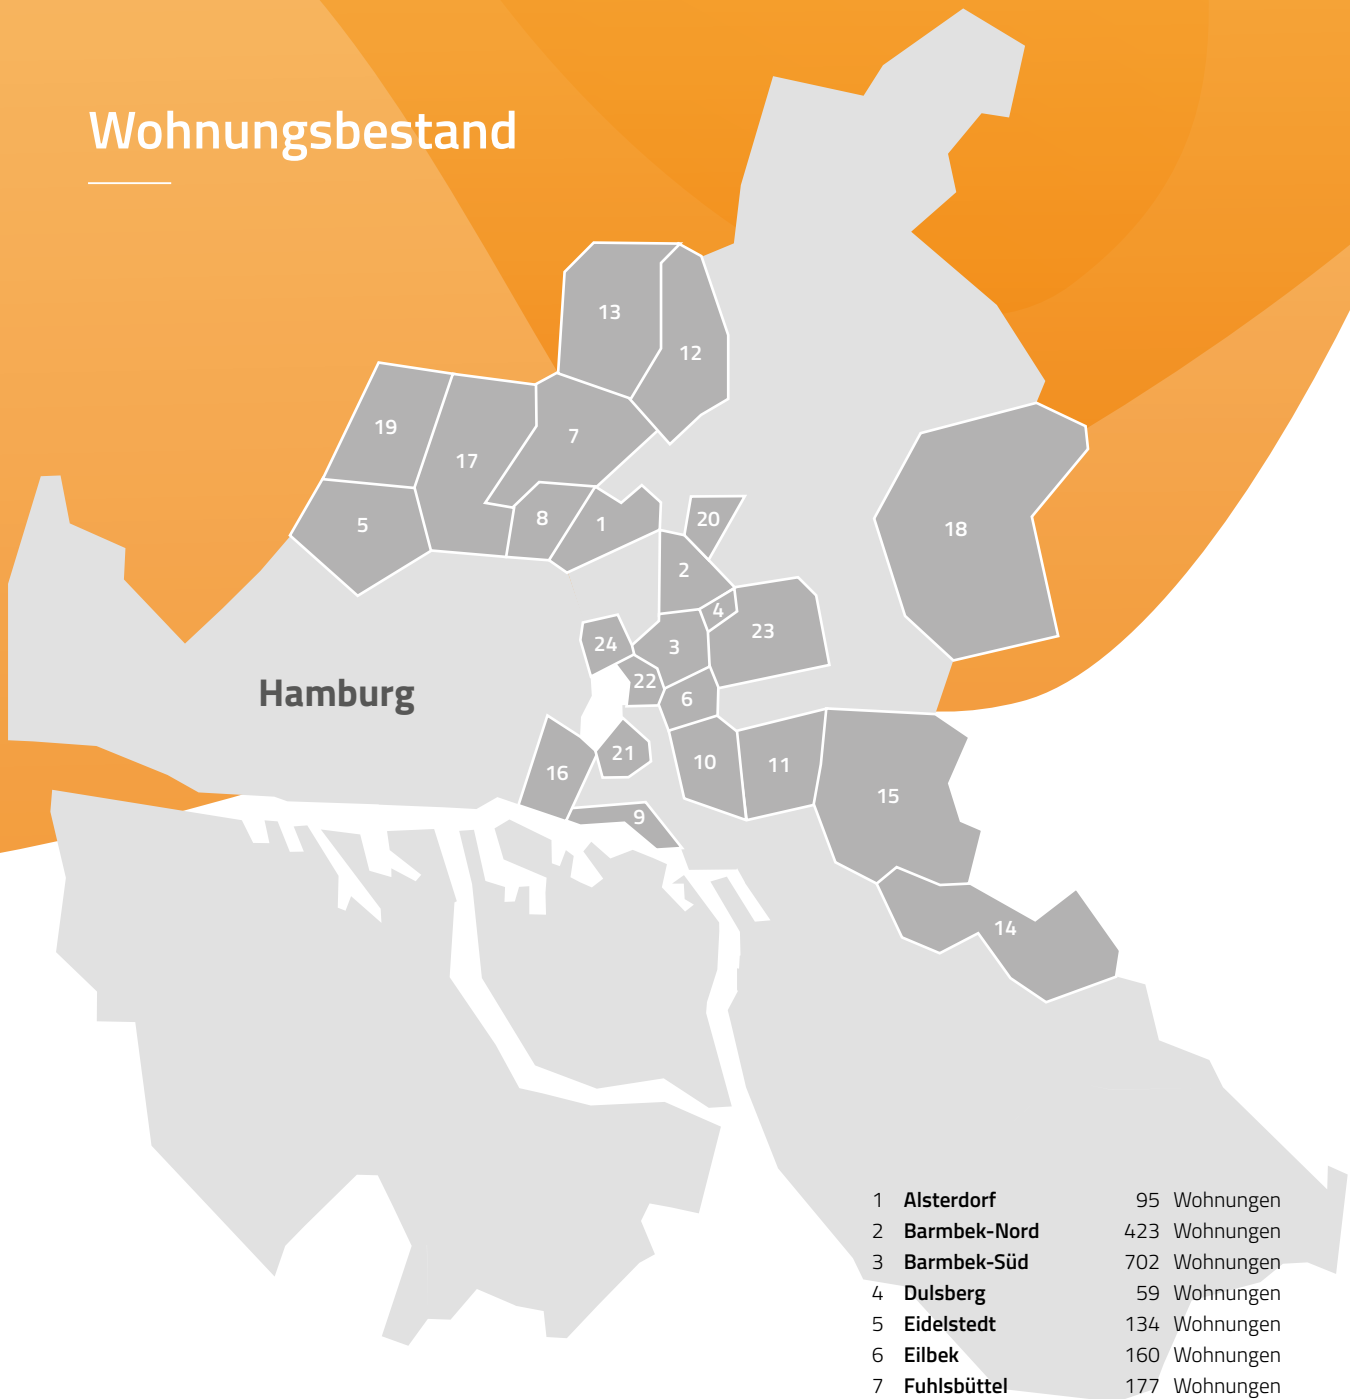 Wohnungsbestand
13
12
19
7
17
5
8
1
20
18
2
4
23
24
3
22
6
Hamburg
21
10
11
16
15
9
14
1 Alsterdorf 95 Wohnungen
2 Barmbek-Nord 423 Wohnungen
3 Barmbek-Süd 702 Wohnungen
4 Dulsberg 59 Wohnungen
5 Eidelstedt 134 Wohnungen
6 Eilbek 160 Wohnungen
7 Fuhlsbüttel 177 Wohnungen